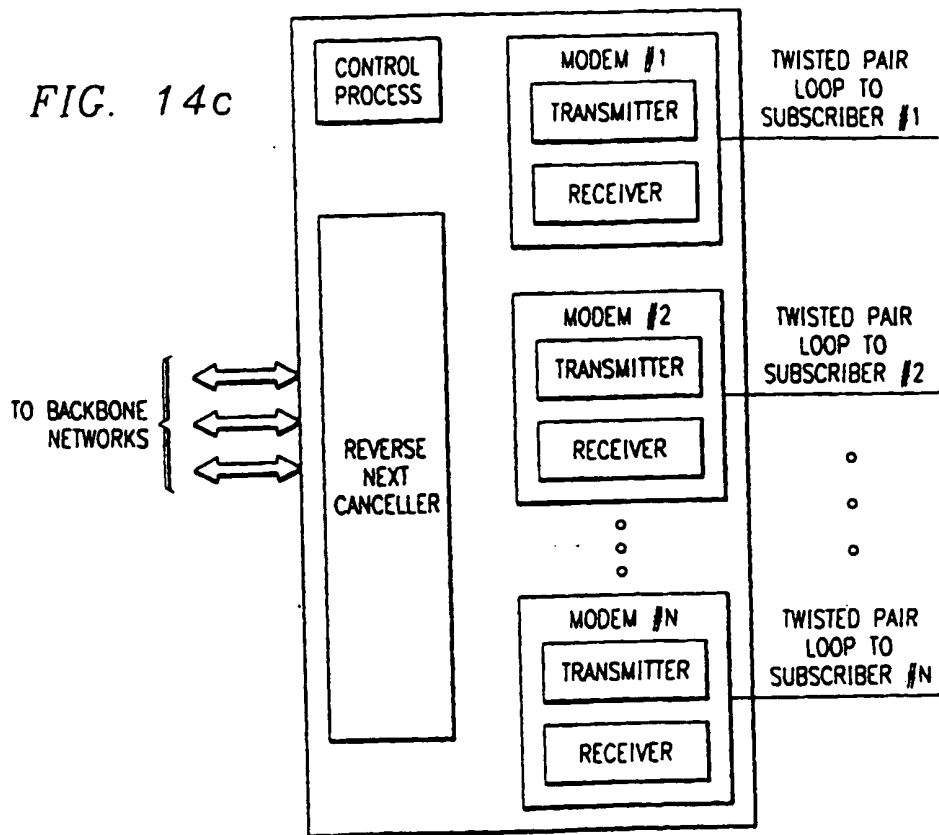 FIG. 14c
CONTROL
PROCESS
MODEM #1
TRANSMITTER
RECEIVER
TWISTED PAIR
LOOP TO
SUBSCRIBER #1
MODEM #2
TRANSMITTER
RECEIVER
TWISTED PAIR
LOOP TO
SUBSCRIBER #2
TO BACKBONE
NETWORKS
REVERSE
NEXT
CANCELLER
MODEM #N
TRANSMITTER
RECEIVER
TWISTED PAIR
LOOP TO
SUBSCRIBER #N